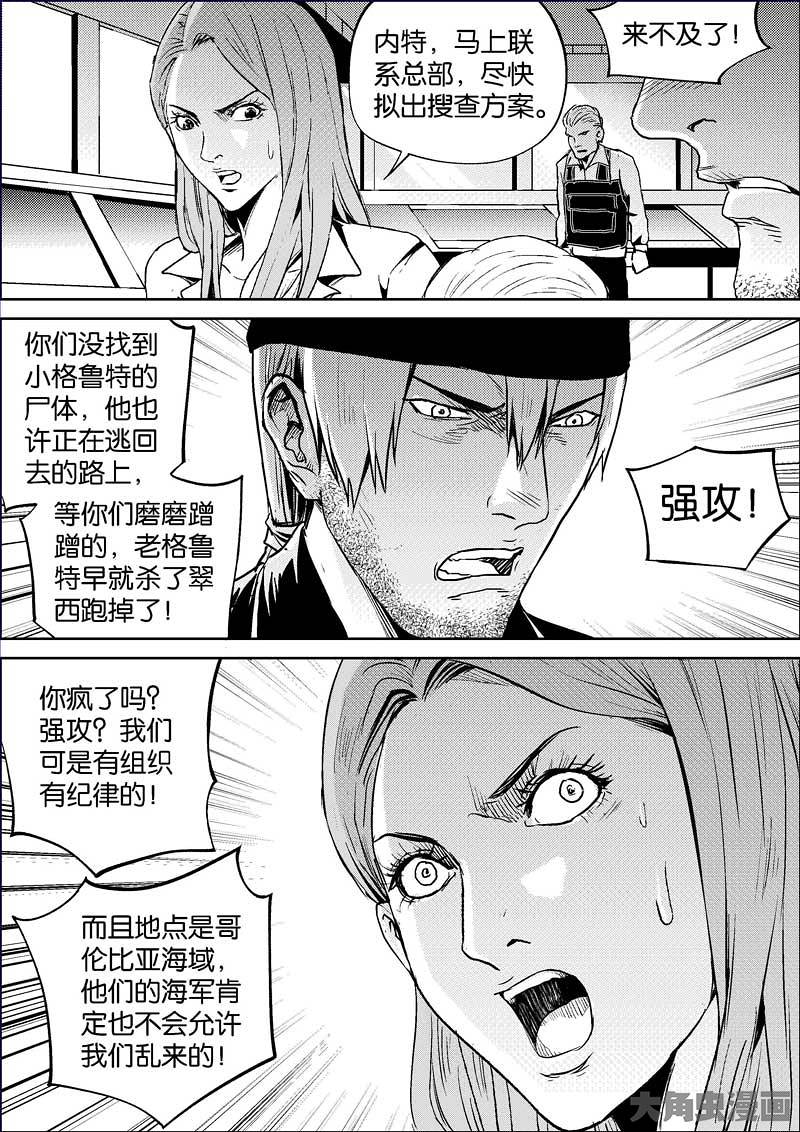 内特，马上联
系总部，尽快
拟出搜查方案。
来不及了！
你们没找到
小格鲁特的
尸体，他也
许正在逃回
去的路上，
等你们磨磨蹭
蹭的，老格鲁
特早就杀了翠
西跑掉了！
强攻！
你疯了吗？
强攻？我们
可是有组织
有纪律的！
而且地点是哥
伦比亚海域，
他们的海军肯
定也不会允许
我们乱来的！
大角虫漫画